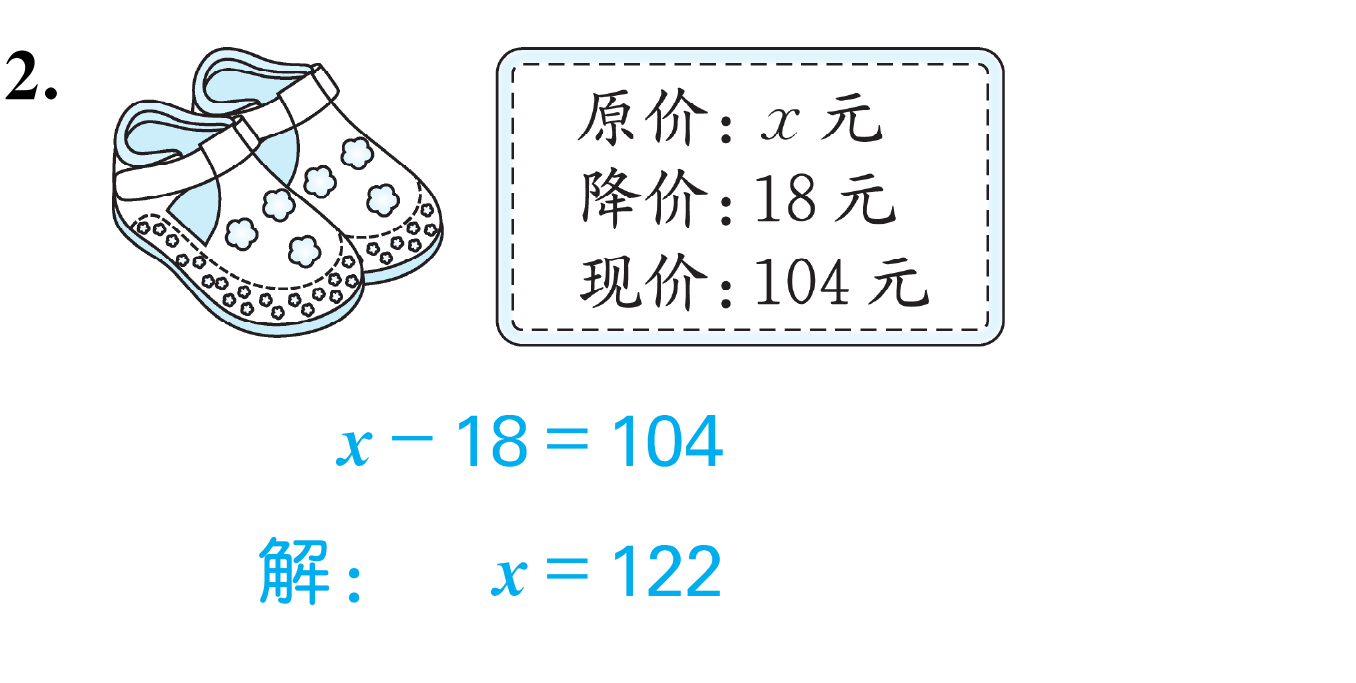 2.
原价：x 元
降价：18 元
现价：104 元
x − 18 = 104
解： x = 122